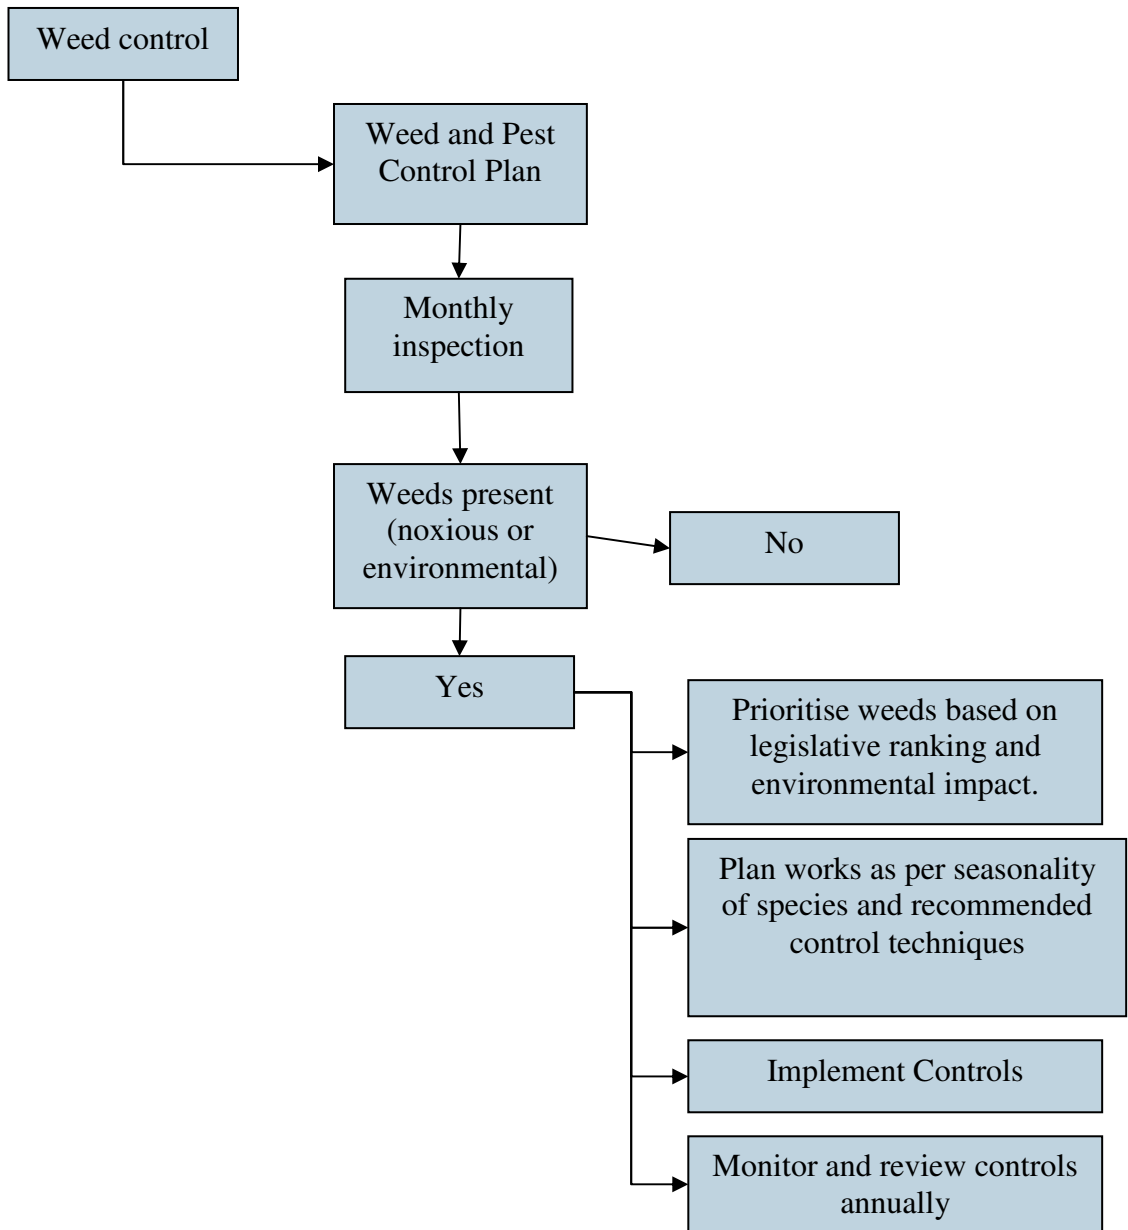 Weed control
Weed and Pest
Control Plan
Monthly
inspection
Weeds present
(noxious or
environmental)
No
Yes
Prioritise weeds based on
legislative ranking and
environmental impact.
Plan works as per seasonality
of species and recommended
control techniques
Implement Controls
Monitor and review controls
annually